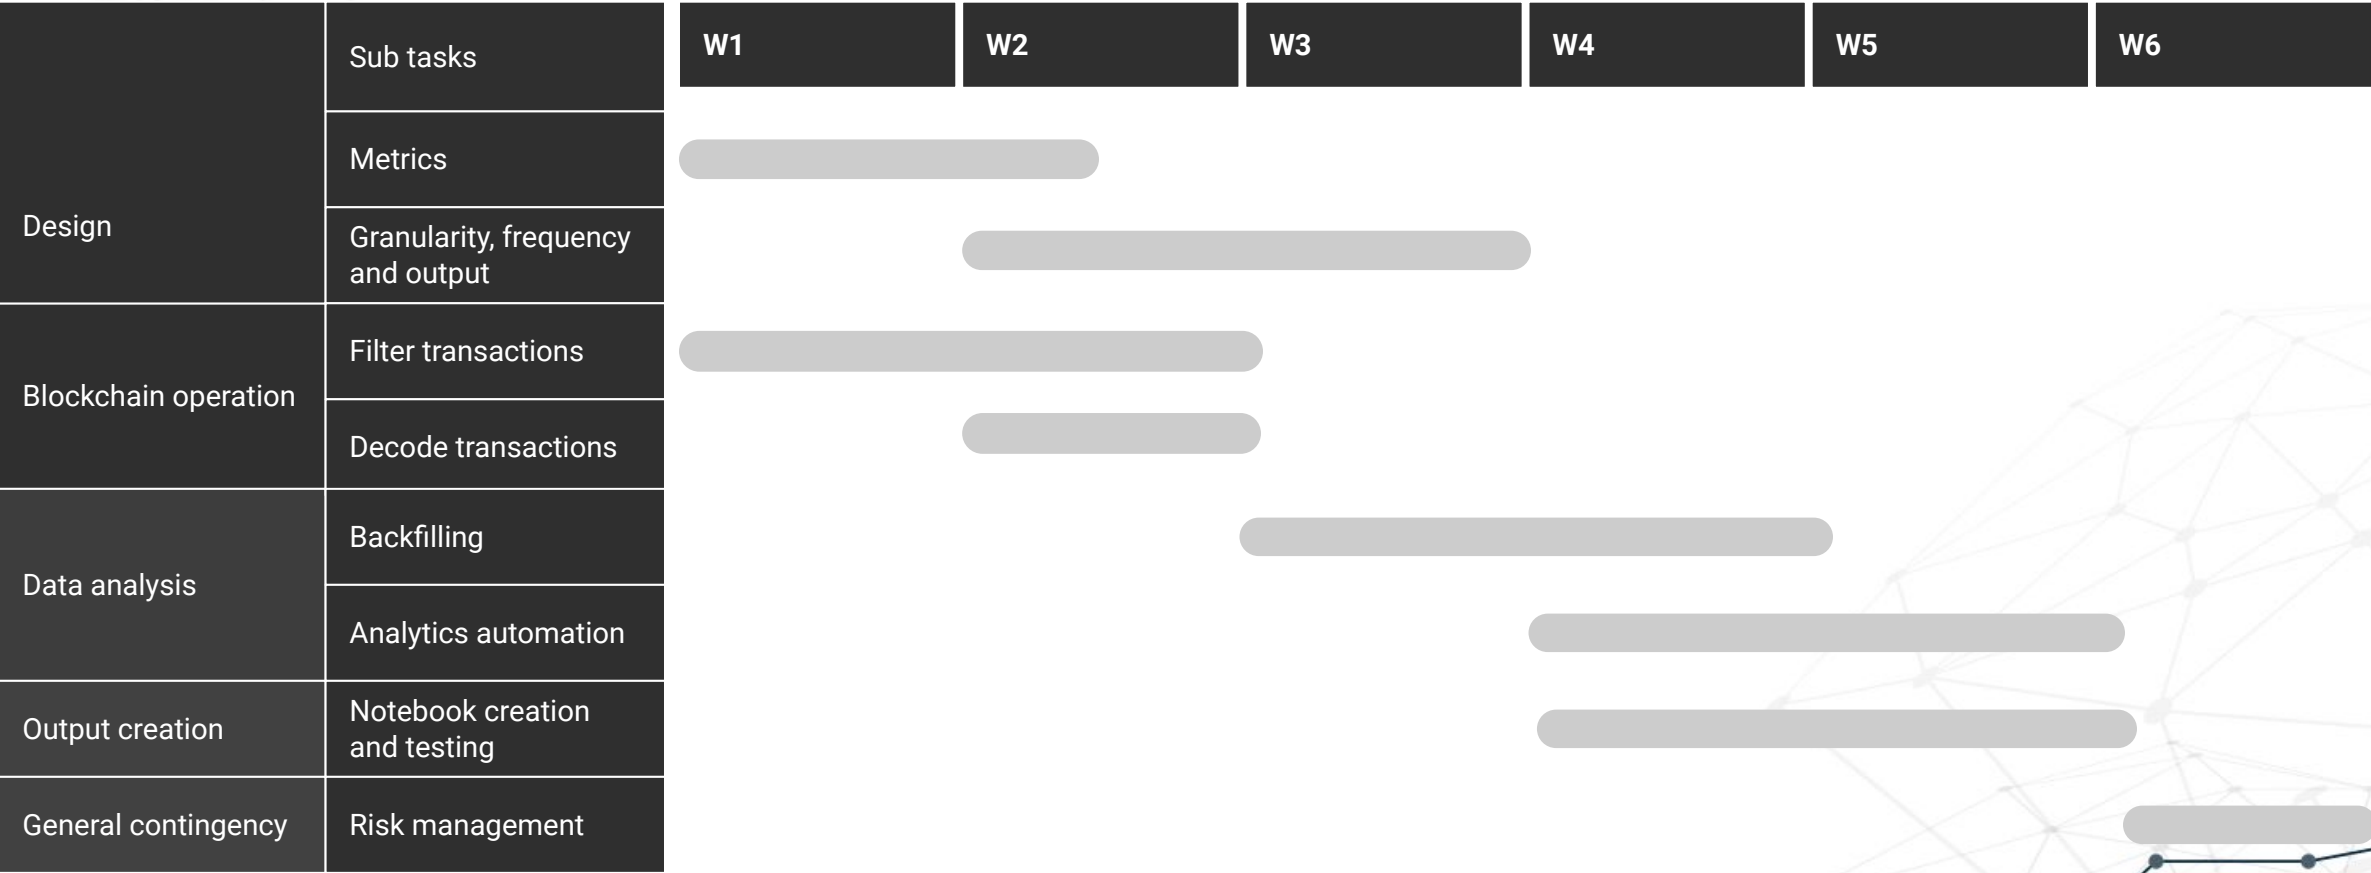 Sub tasks
W1
W2
W3
W4
W5
W6
Design
Metrics
Granularity, frequency
and output
Blockchain operation
Filter transactions
Decode transactions
Data analysis
Backfilling
Analytics automation
Output creation
Notebook creation
and testing
General contingency
Risk management